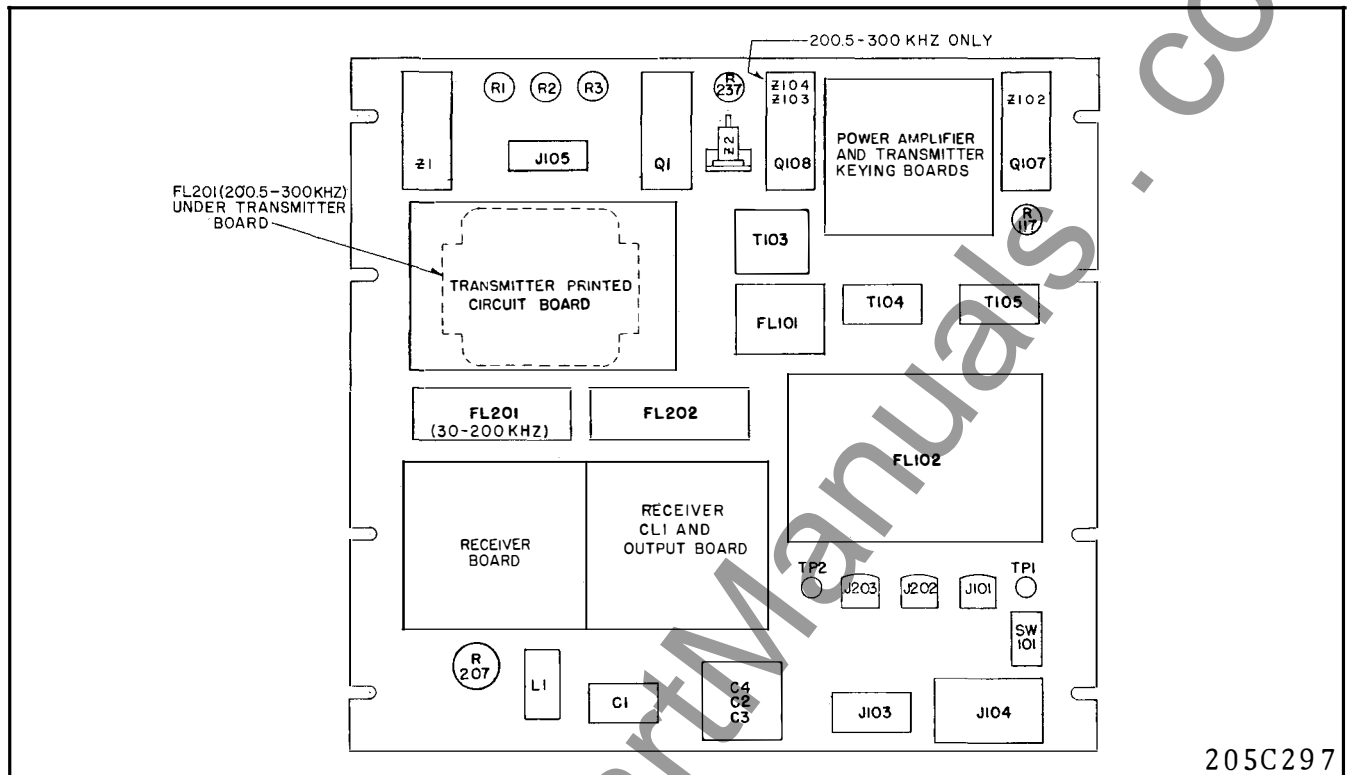 200.5-300 KHZ ONLY
R1
R2
R3
R
237
Z104
Z103
Z102
Z1
J105
Q1
Z2
Q108
POWER AMPLIFIER
AND TRANSMITTER
KEYING BOARDS
Q107
FL201(200.5-300KHZ)
UNDER TRANSMITTER
BOARD
R
117
T103
TRANSMITTER PRINTED
CIRCUIT BOARD
FL101
T104
T105
FL201
(30-200KHZ)
FL202
FL102
RECEIVER
BOARD
RECEIVER
CLI AND
OUTPUT BOARD
TP2
J203
J202
J101
TP1
SW
101
R
207
L1
C1
C4
C2
C3
J103
J104
205C297